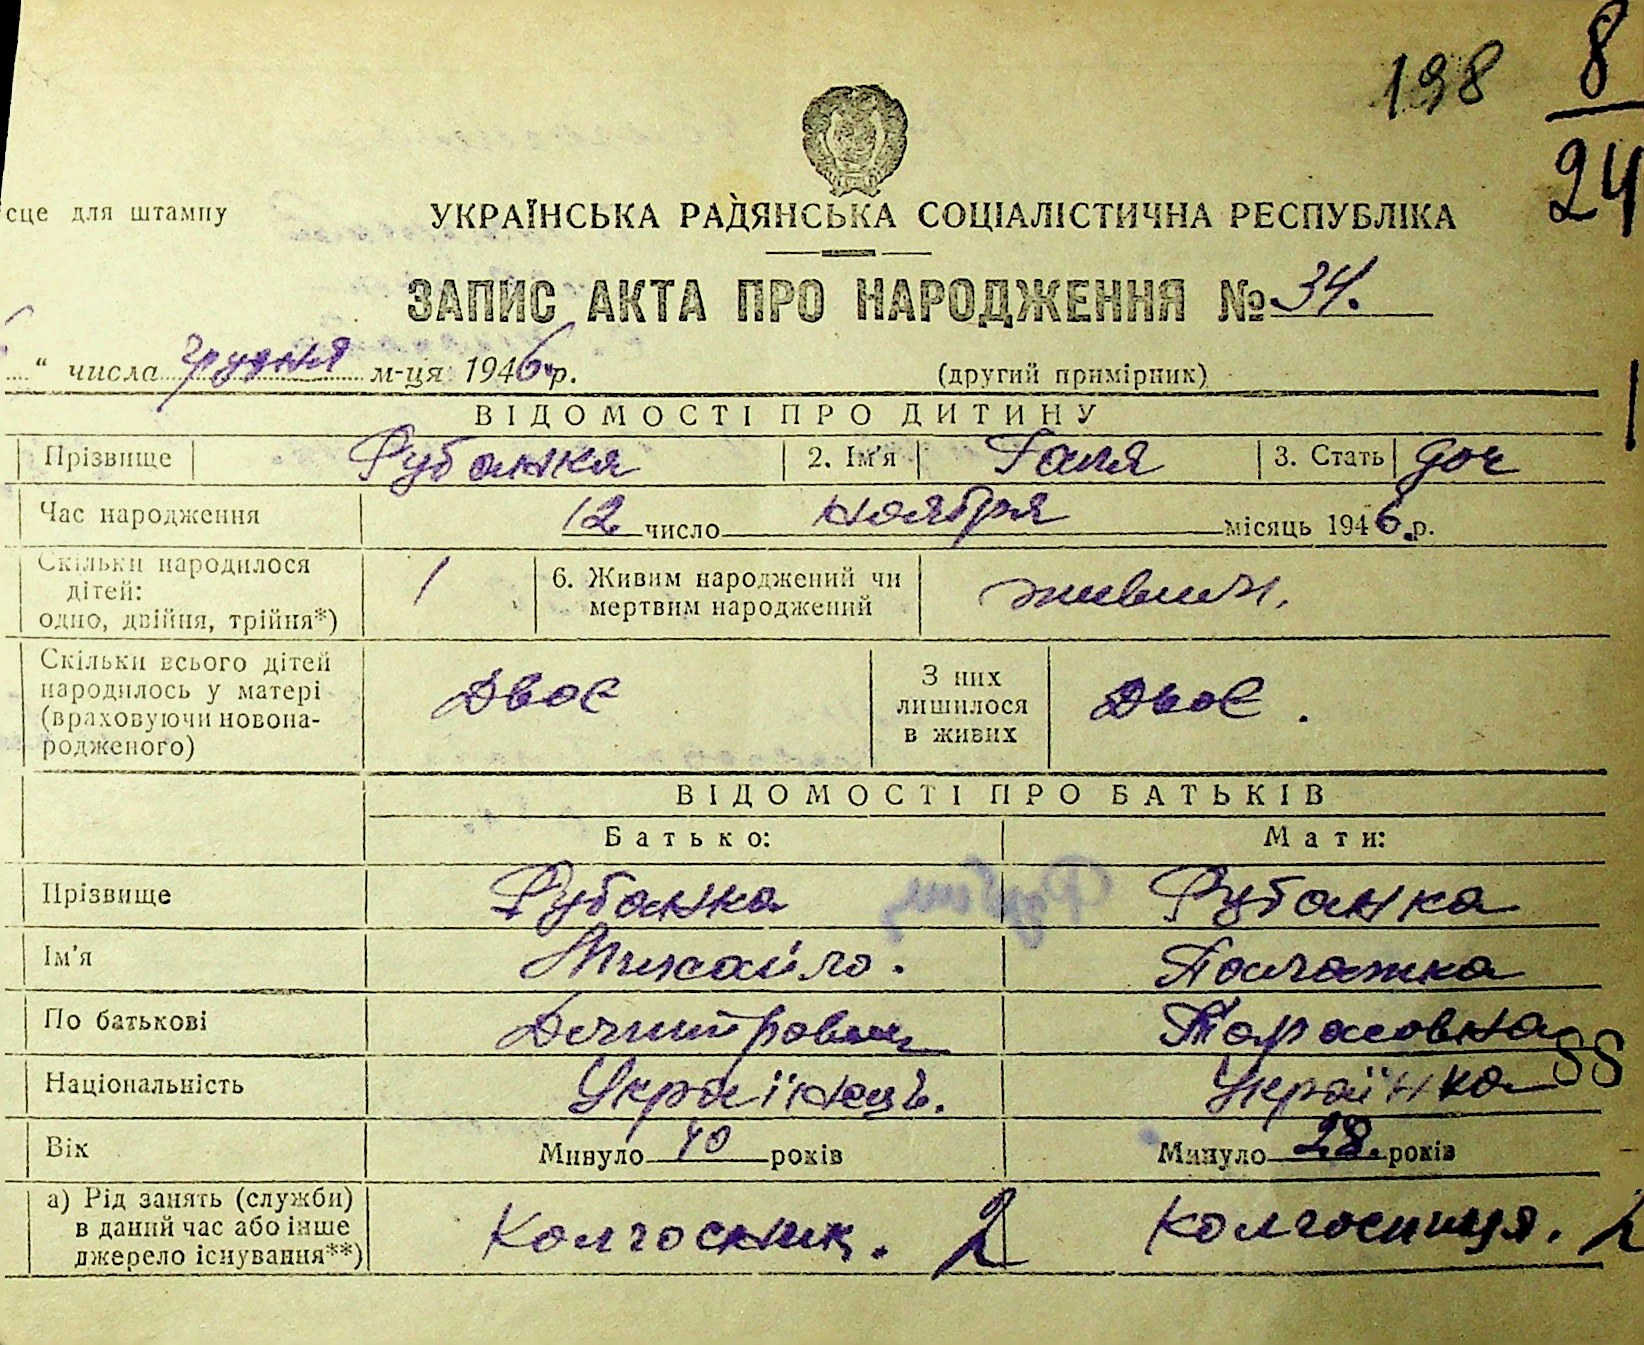 198
8
24
сце для штампу
УКРАЇНСЬКА РАДЯНСЬКА СОЦІАЛІСТИЧНА РЕСПУБЛІКА
ЗАПИС АКТА ПРО НАРОДЖЕННЯ № 34.
" числа грудня м-ця 1946 р.
(другий примірник)
ВІДОМОСТІ ПРО ДИТИНУ
Прізвище Рубанка 2. Ім'я Галя 3. Стать доч
Час народження 12 число ноября місяць 1946 р.
Скільки народилося дітей: одно, двійня, трійня*) 1 6. Живим народжений чи мертвим народжений живим.
Скільки всього дітей народилось у матері (враховуючи новона-родженого) Двоє З них лишилося в живих Двоє.
ВІДОМОСТІ ПРО БАТЬКІВ
Батько: Мати:
Прізвище Рубанка Рубанка
Ім'я Михайло. Палажка
По батькові Дмитрович Тарасовна
Національність Українець. Українка SS
Вік Минуло 40 років Минуло 28. років
а) Рід занять (служби) в даний час або інше джерело існування**) Колгоспник. 2 Колгоспниця. 2